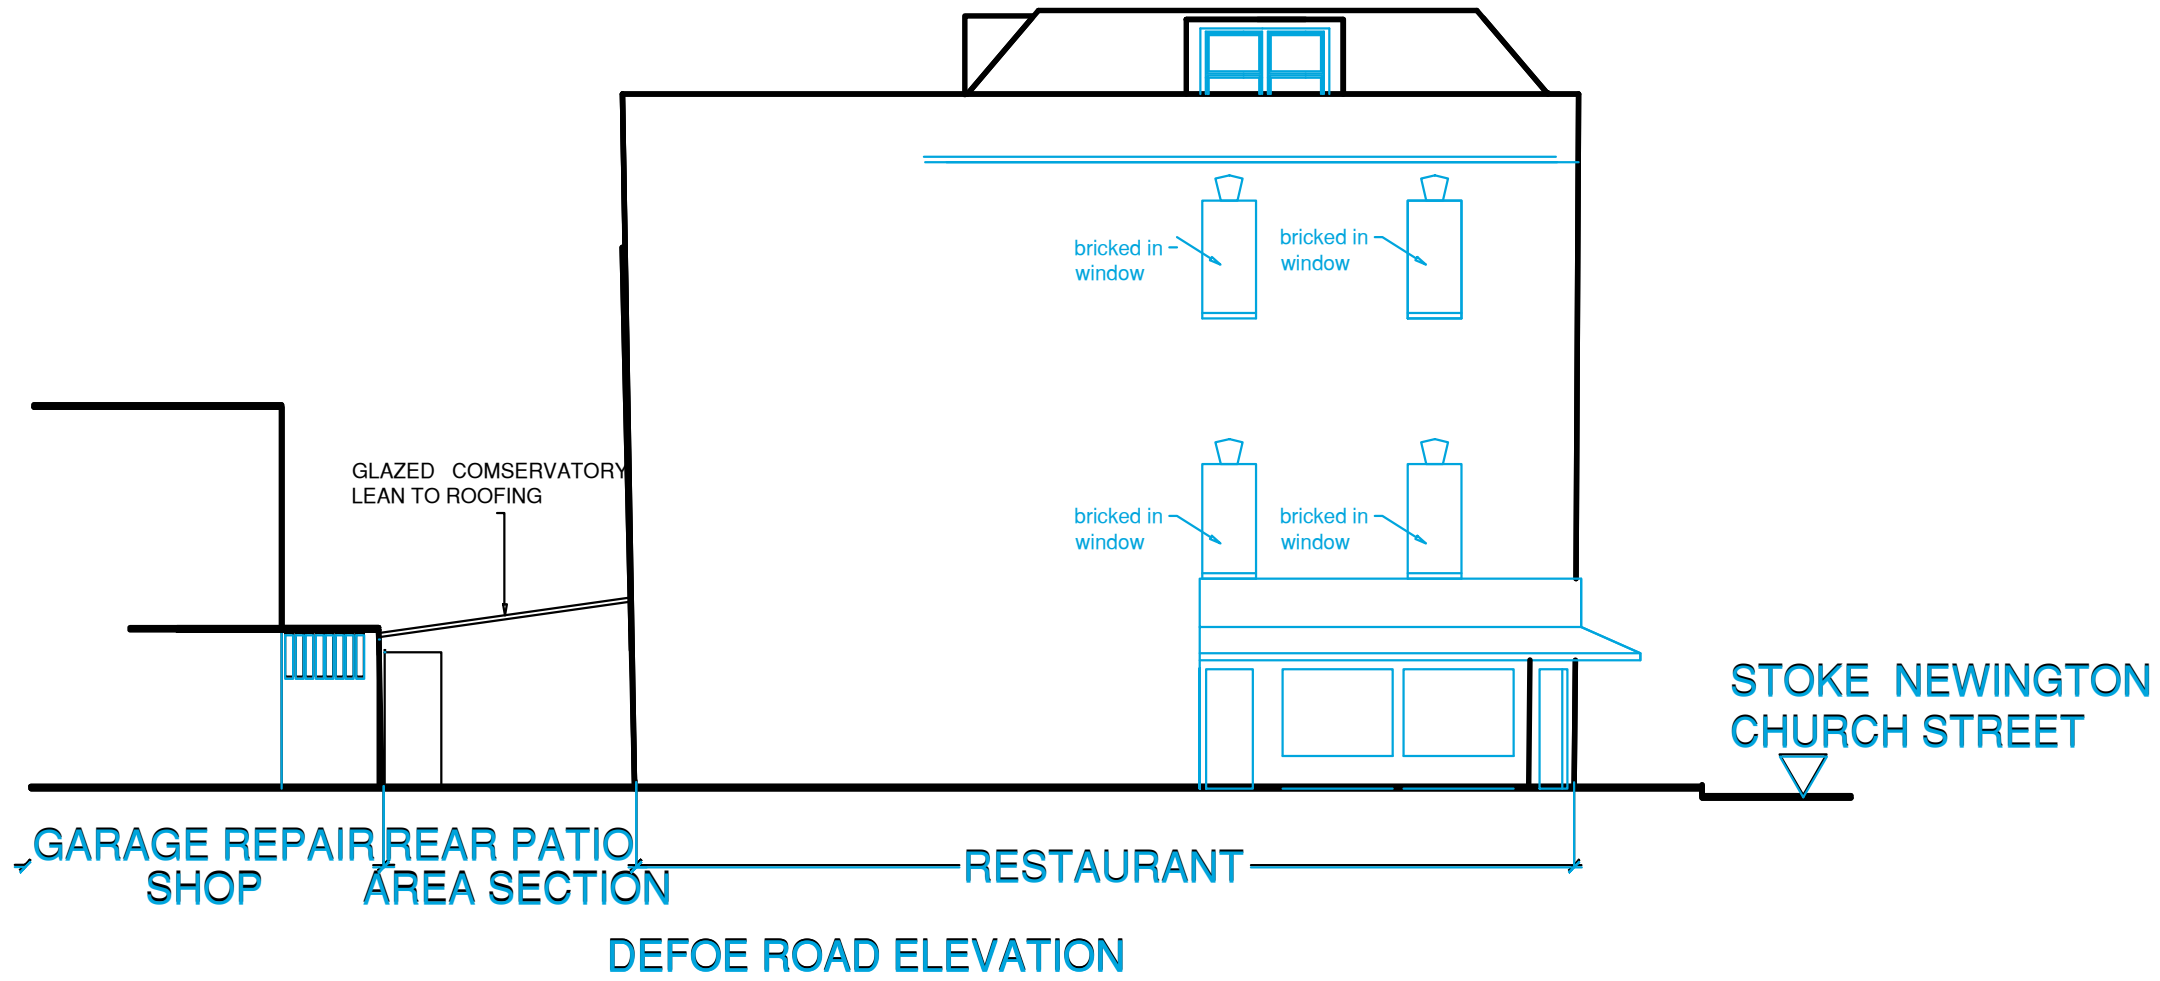 bricked in
window
bricked in
window
GLAZED COMSERVATORY
LEAN TO ROOFING
bricked in
window
bricked in
window
STOKE NEWINGTON
CHURCH STREET
GARAGE REPAIR
SHOP
REAR PATIO
AREA SECTION
RESTAURANT
DEFOE ROAD ELEVATION